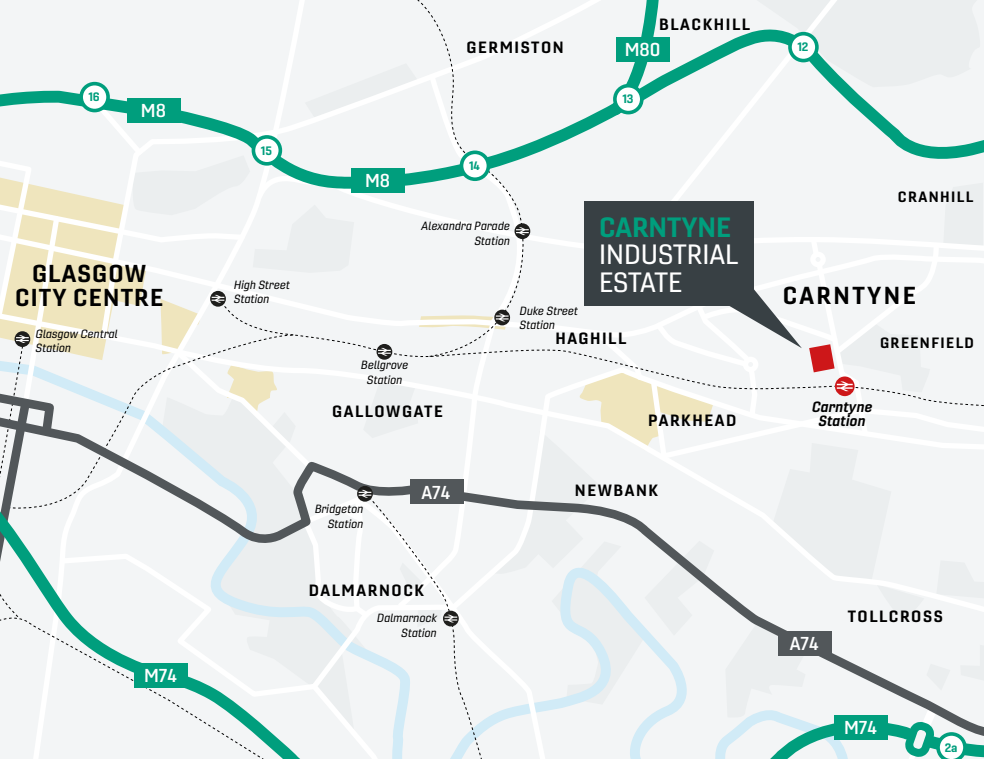 GERMISTON
BLACKHILL
M80
12
16
M8
13
15
14
M8
CRANHILL
Alexandra Parade
Station
CARNTYNE
INDUSTRIAL
ESTATE
GLASGOW
CITY CENTRE
High Street
Station
CARNTYNE
Duke Street
Station
Glasgow Central
Station
HAGHILL
GREENFIELD
Bellgrove
Station
GALLOWGATE
PARKHEAD
Carntyne
Station
A74
NEWBANK
Bridgeton
Station
DALMARNOCK
Dalmarnock
Station
TOLLCROSS
A74
M74
M74
2a